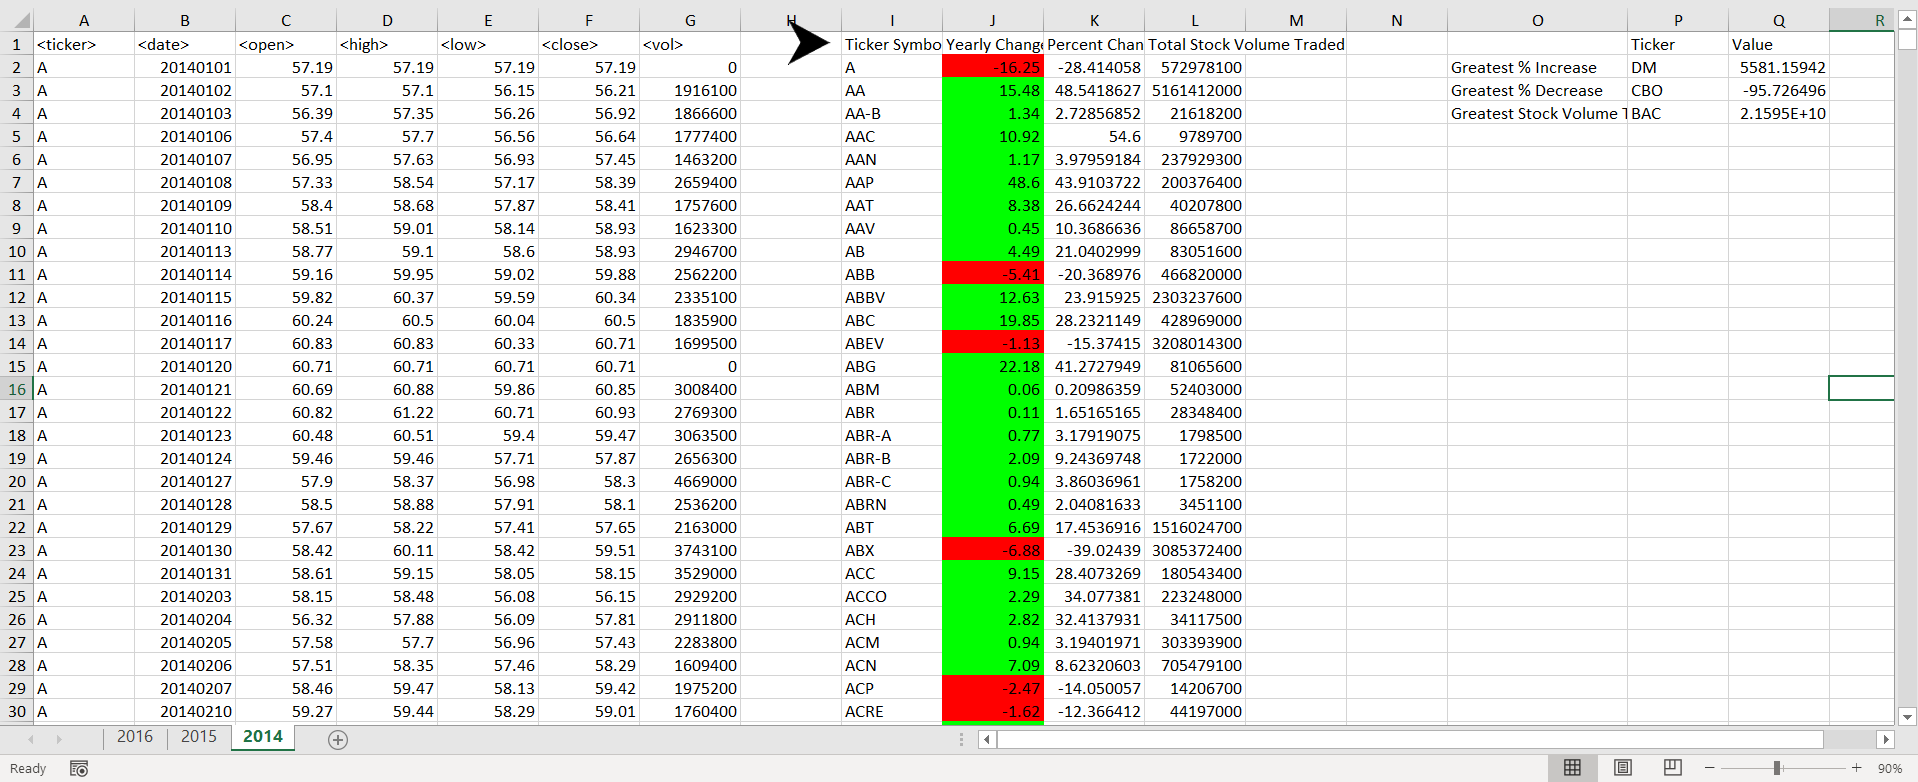 A B C D E F G H I J K L M N O P Q R
1 <ticker> <date> <open> <high> <low> <close> <vol> Ticker Symbo Yearly Change Percent Chan Total Stock Volume Traded Ticker Value
2 A 20140101 57.19 57.19 57.19 57.19 0 A -16.25 -28.414058 572978100 Greatest % Increase DM 5581.15942
3 A 20140102 57.1 57.1 56.15 56.21 1916100 AA 15.48 48.5418627 5161412000 Greatest % Decrease CBO -95.726496
4 A 20140103 56.39 57.35 56.26 56.92 1866600 AA-B 1.34 2.72856852 21618200 Greatest Stock Volume T BAC 2.1595E+10
5 A 20140106 57.4 57.7 56.56 56.64 1777400 AAC 10.92 54.6 9789700
6 A 20140107 56.95 57.63 56.93 57.45 1463200 AAN 1.17 3.97959184 237929300
7 A 20140108 57.33 58.54 57.17 58.39 2659400 AAP 48.6 43.9103722 200376400
8 A 20140109 58.4 58.68 57.87 58.41 1757600 AAT 8.38 26.6624244 40207800
9 A 20140110 58.51 59.01 58.14 58.93 1623300 AAV 0.45 10.3686636 86658700
10 A 20140113 58.77 59.1 58.6 58.93 2946700 AB 4.49 21.0402999 83051600
11 A 20140114 59.16 59.95 59.02 59.88 2562200 ABB -5.41 -20.368976 466820000
12 A 20140115 59.82 60.37 59.59 60.34 2335100 ABBV 12.63 23.915925 2303237600
13 A 20140116 60.24 60.5 60.04 60.5 1835900 ABC 19.85 28.2321149 428969000
14 A 20140117 60.83 60.83 60.33 60.71 1699500 ABEV -1.13 -15.37415 3208014300
15 A 20140120 60.71 60.71 60.71 60.71 0 ABG 22.18 41.2727949 81065600
16 A 20140121 60.69 60.88 59.86 60.85 3008400 ABM 0.06 0.20986359 52403000
17 A 20140122 60.82 61.22 60.71 60.93 2769300 ABR 0.11 1.65165165 28348400
18 A 20140123 60.48 60.51 59.4 59.47 3063500 ABR-A 0.77 3.17919075 1798500
19 A 20140124 59.46 59.46 57.71 57.87 2656300 ABR-B 2.09 9.24369748 1722000
20 A 20140127 57.9 58.37 56.98 58.3 4669000 ABR-C 0.94 3.86036961 1758200
21 A 20140128 58.5 58.88 57.91 58.1 2536200 ABRN 0.49 2.04081633 3451100
22 A 20140129 57.67 58.22 57.41 57.65 2163000 ABT 6.69 17.4536916 1516024700
23 A 20140130 58.42 60.11 58.42 59.51 3743100 ABX -6.88 -39.02439 3085372400
24 A 20140131 58.61 59.15 58.05 58.15 3529000 ACC 9.15 28.4073269 180543400
25 A 20140203 58.15 58.48 56.08 56.15 2929200 ACCO 2.29 34.077381 223248000
26 A 20140204 56.32 57.88 56.09 57.81 2911800 ACH 2.82 32.4137931 34117500
27 A 20140205 57.58 57.7 56.96 57.43 2283800 ACM 0.94 3.19401971 303393900
28 A 20140206 57.51 58.35 57.46 58.29 1609400 ACN 7.09 8.62320603 705479100
29 A 20140207 58.46 59.47 58.13 59.42 1975200 ACP -2.47 -14.050057 14206700
30 A 20140210 59.27 59.44 58.29 59.01 1760400 ACRE -1.62 -12.366412 44197000
2016 2015 2014
Ready 90%